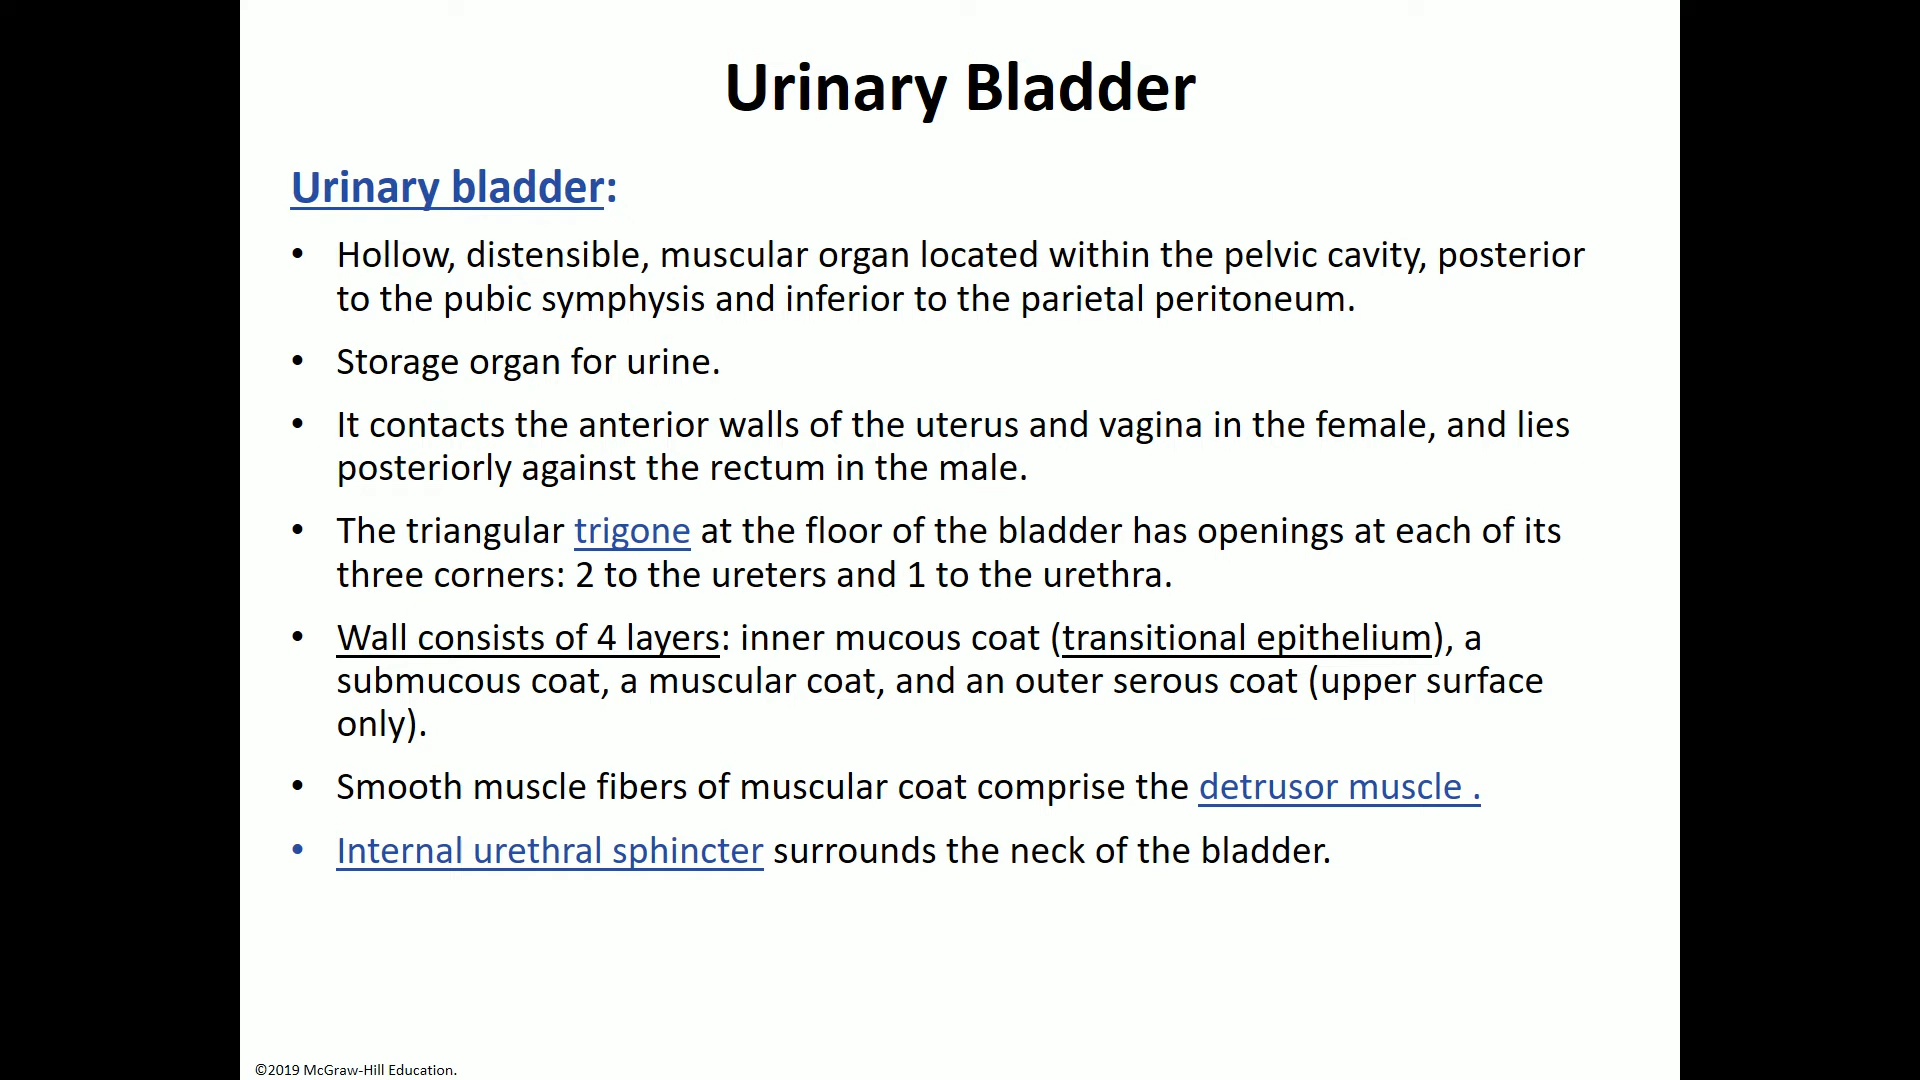 Urinary Bladder
Urinary bladder:
• Hollow, distensible, muscular organ located within the pelvic cavity, posterior
to the pubic symphysis and inferior to the parietal peritoneum.
• Storage organ for urine.
• It contacts the anterior walls of the uterus and vagina in the female, and lies
posteriorly against the rectum in the male.
• The triangular trigone at the floor of the bladder has openings at each of its
three corners: 2 to the ureters and 1 to the urethra.
• Wall consists of 4 layers: inner mucous coat (transitional epithelium), a
submucous coat, a muscular coat, and an outer serous coat (upper surface
only).
• Smooth muscle fibers of muscular coat comprise the detrusor muscle .
• Internal urethral sphincter surrounds the neck of the bladder.
©2019 McGraw-Hill Education.